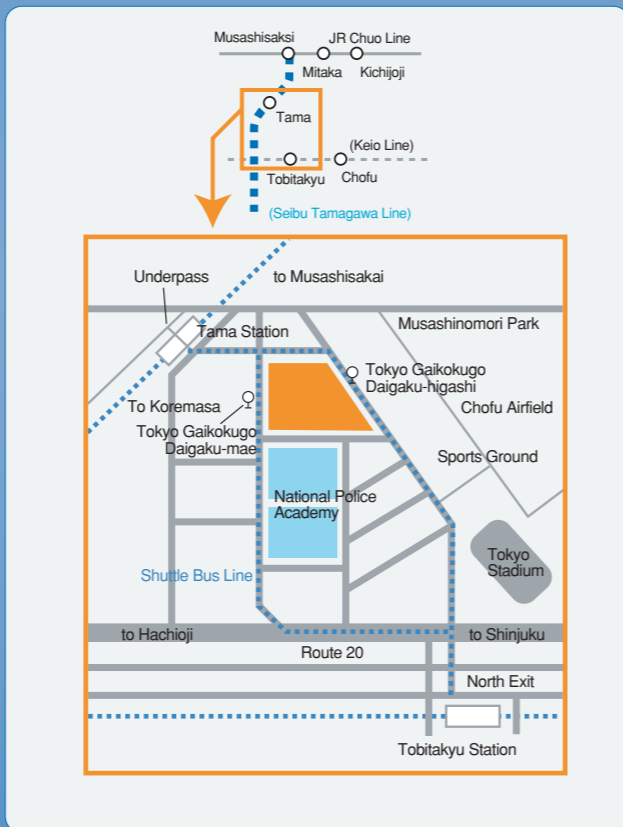 Musashisaksi
JR Chuo Line
Mitaka
Kichijoji
Tama
(Keio Line)
Tobitakyu
Chofu
(Seibu Tamagawa Line)
Underpass
to Musashisakai
Tama Station
Musashinomori Park
Tokyo Gaikokugo
Daigaku-higashi
To Koremasa
Chofu Airfield
Tokyo Gaikokugo
Daigaku-mae
Sports Ground
National Police
Academy
Tokyo
Stadium
Shuttle Bus Line
to Hachioji
to Shinjuku
Route 20
North Exit
Tobitakyu Station